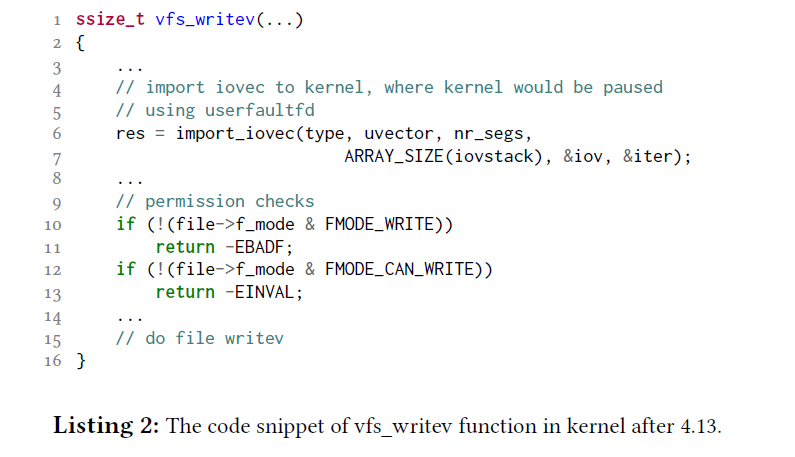 1 ssize_t vfs_writev(...)
2 {
3     ...
4     // import iovec to kernel, where kernel would be paused
5     // using userfaultfd
6     res = import_iovec(type, uvector, nr_segs,
7                        ARRAY_SIZE(iovstack), &iov, &iter);
8     ...
9     // permission checks
10     if (!(file->f_mode & FMODE_WRITE))
11         return -EBADF;
12     if (!(file->f_mode & FMODE_CAN_WRITE))
13         return -EINVAL;
14     ...
15     // do file writev
16 }
Listing 2: The code snippet of vfs_writev function in kernel after 4.13.